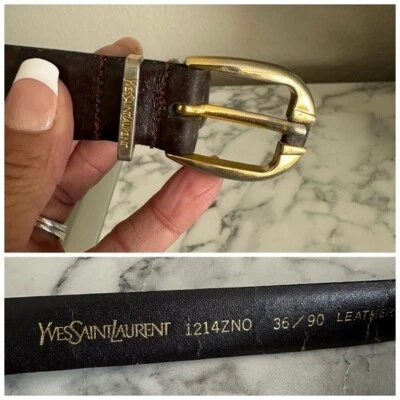 YVESSAINTLAURENT
YVESSAINTLAURENT 1214ZNO 36/90 LEATHER